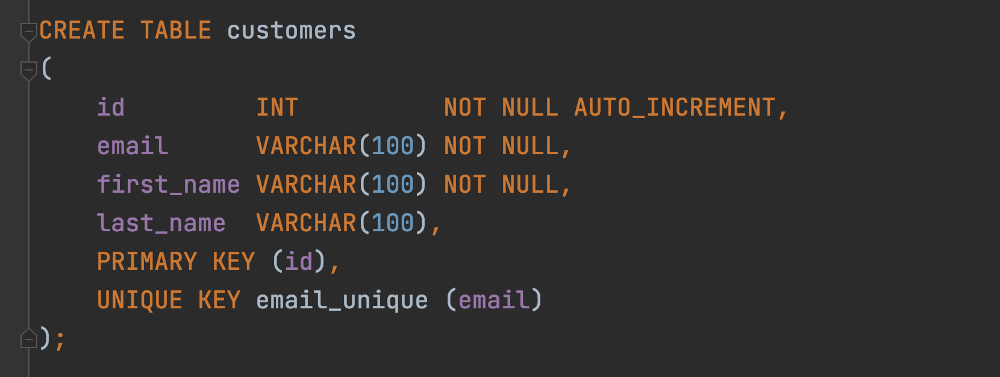 CREATE TABLE customers
(
    id         INT          NOT NULL AUTO_INCREMENT,
    email      VARCHAR(100) NOT NULL,
    first_name VARCHAR(100) NOT NULL,
    last_name  VARCHAR(100),
    PRIMARY KEY (id),
    UNIQUE KEY email_unique (email)
);